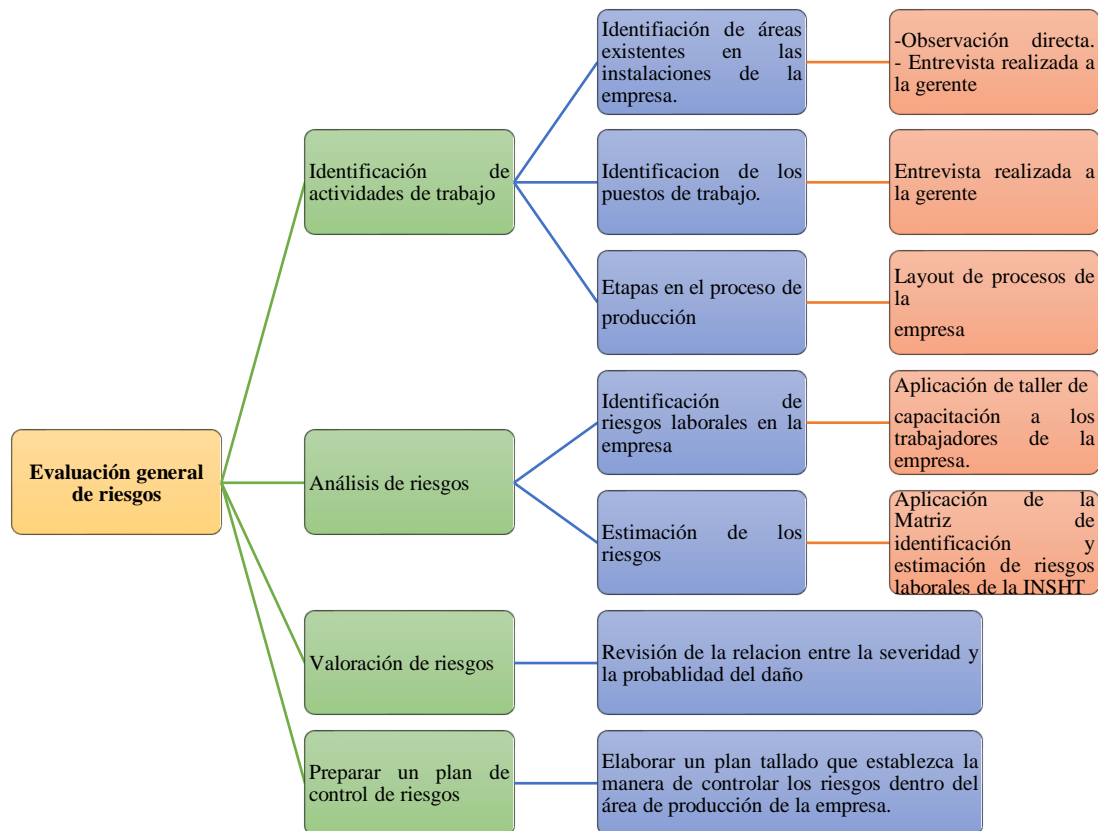 Evaluación general
de riesgos
Identificación de
actividades de trabajo
Identifiación de áreas
existentes en las
instalaciones de la
empresa.
-Observación directa.
- Entrevista realizada a
la gerente
Identificacion de los
puestos de trabajo.
Entrevista realizada a
la gerente
Etapas en el proceso de
producción
Layout de procesos de
la
empresa
Análisis de riesgos
Identificación de
riesgos laborales en la
empresa
Aplicación de taller de
capacitación a los
trabajadores de la
empresa.
Estimación de los
riesgos
Aplicación de la
Matriz de
identificación y
estimación de riesgos
laborales de la INSHT
Valoración de riesgos
Revisión de la relacion entre la severidad y
la probablidad del daño
Preparar un plan de
control de riesgos
Elaborar un plan tallado que establezca la
manera de controlar los riesgos dentro del
área de producción de la empresa.